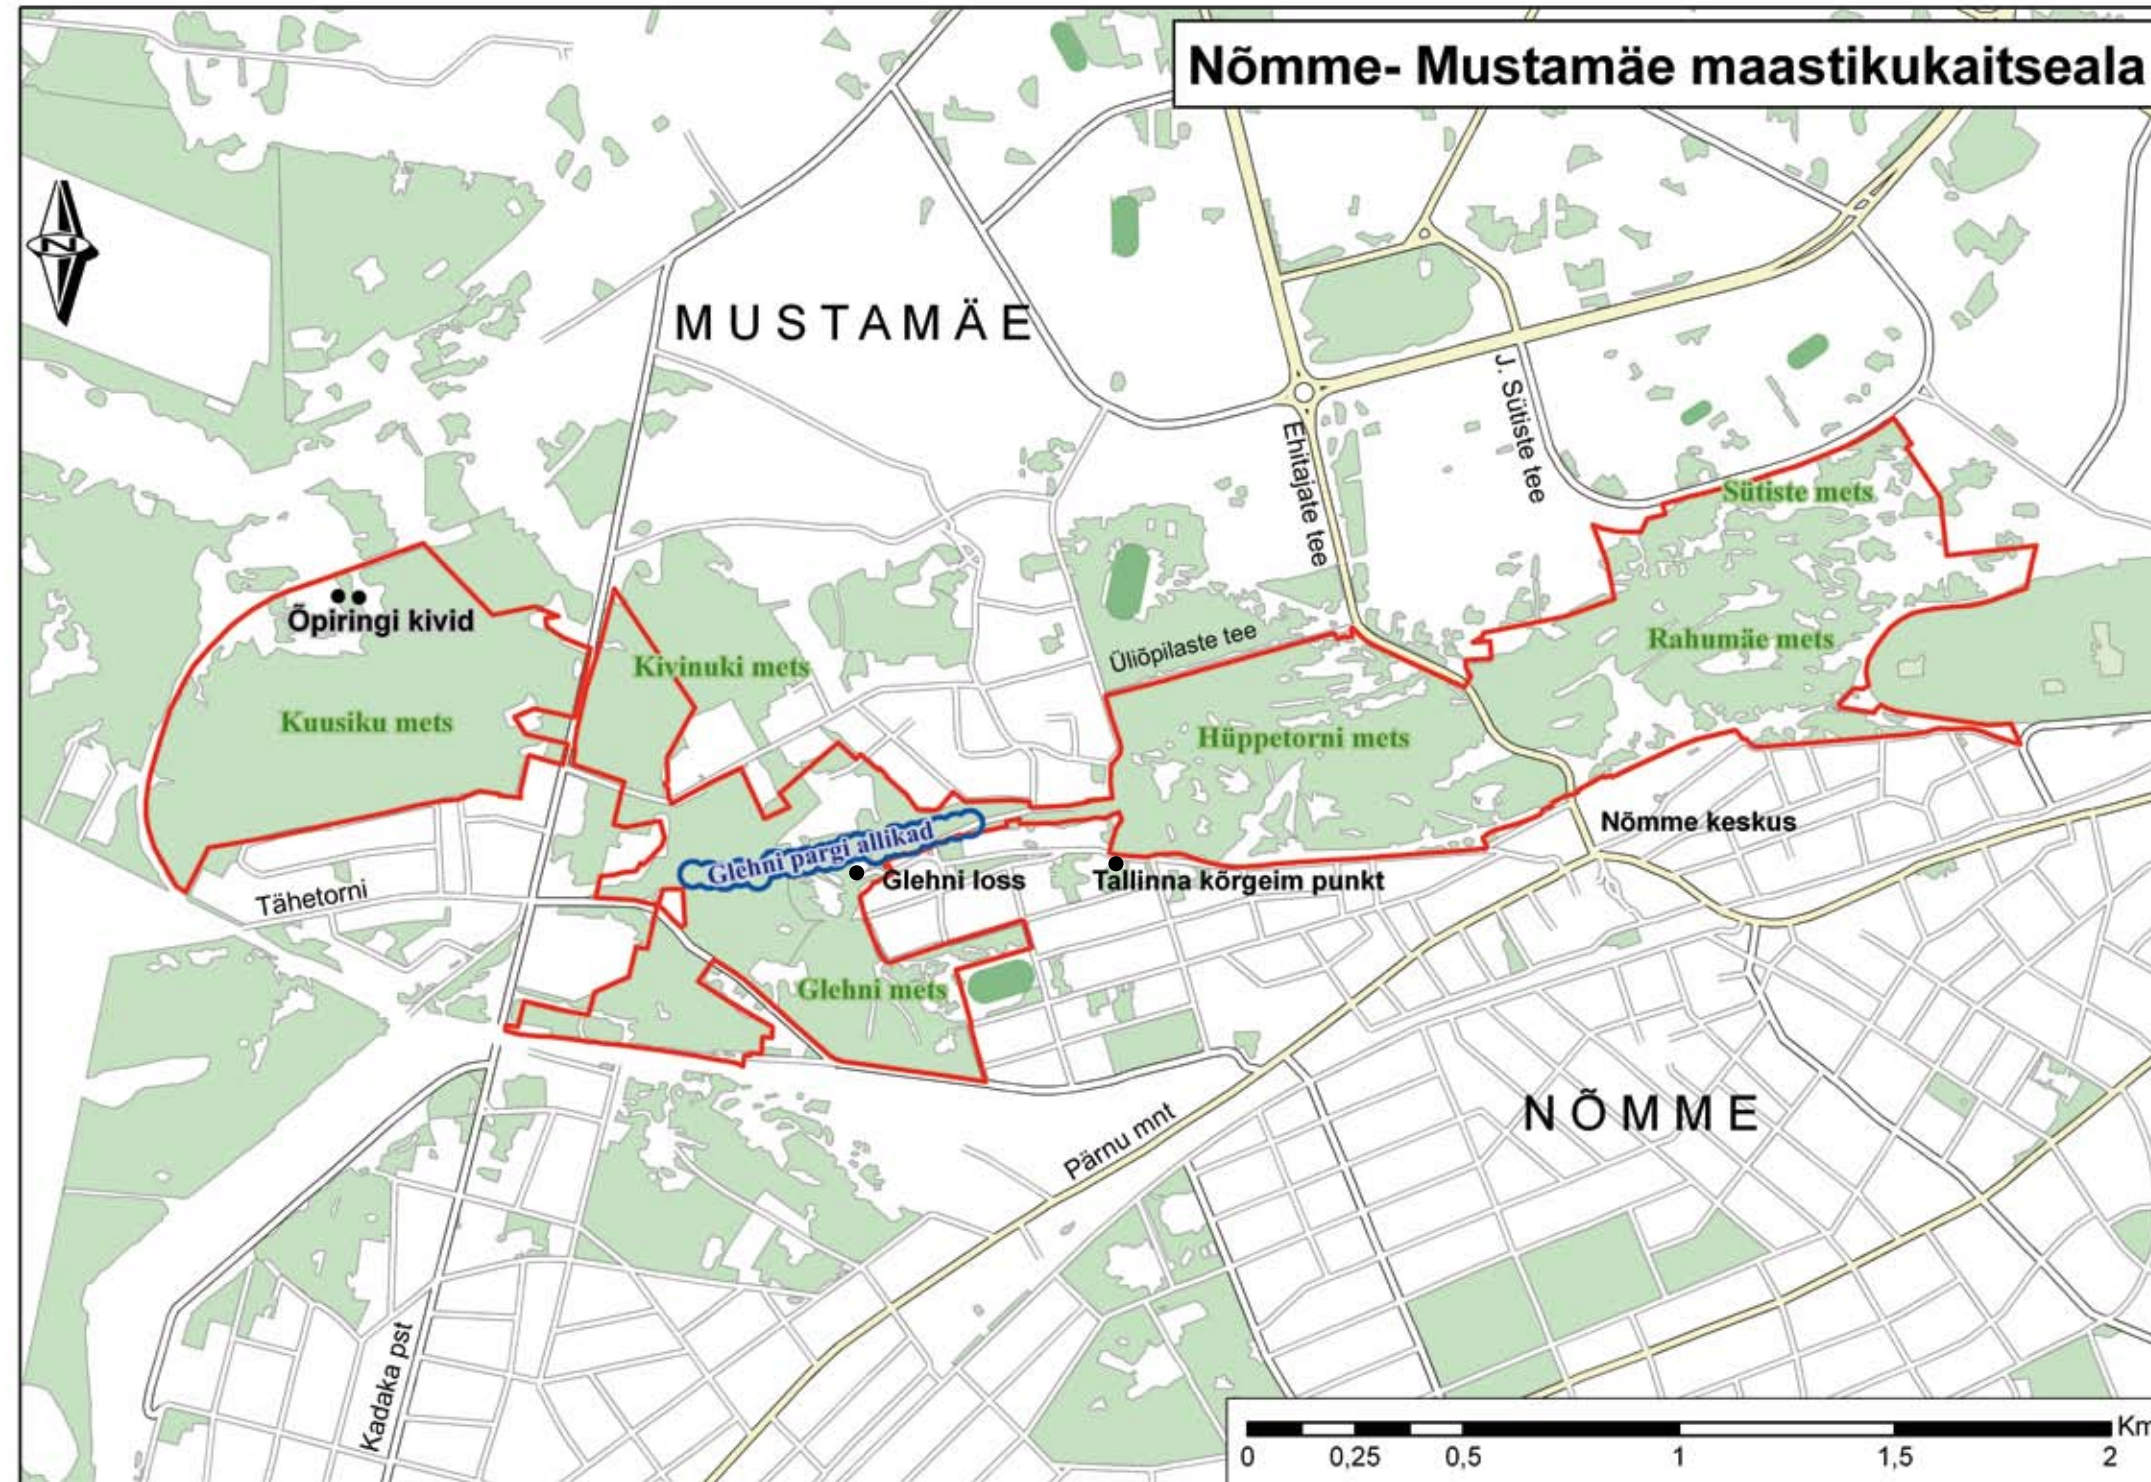 Nõmme- Mustamäe maastikukaitseala
N
MUSTAMÄE
J. Sütiste tee
Ehitajate tee
Sütiste mets
Õpiringi kivid
Üliõpilaste tee
Rahumäe mets
Kivinuki mets
Kuusiku mets
Hüppetorni mets
Nõmme keskus
Glehni pargi allikad
Glehni loss
Tallinna kõrgeim punkt
Tähetorni
Glehni mets
NÕMME
Pärnu mnt
Kadaka pst
Km
0 0,25 0,5 1 1,5 2